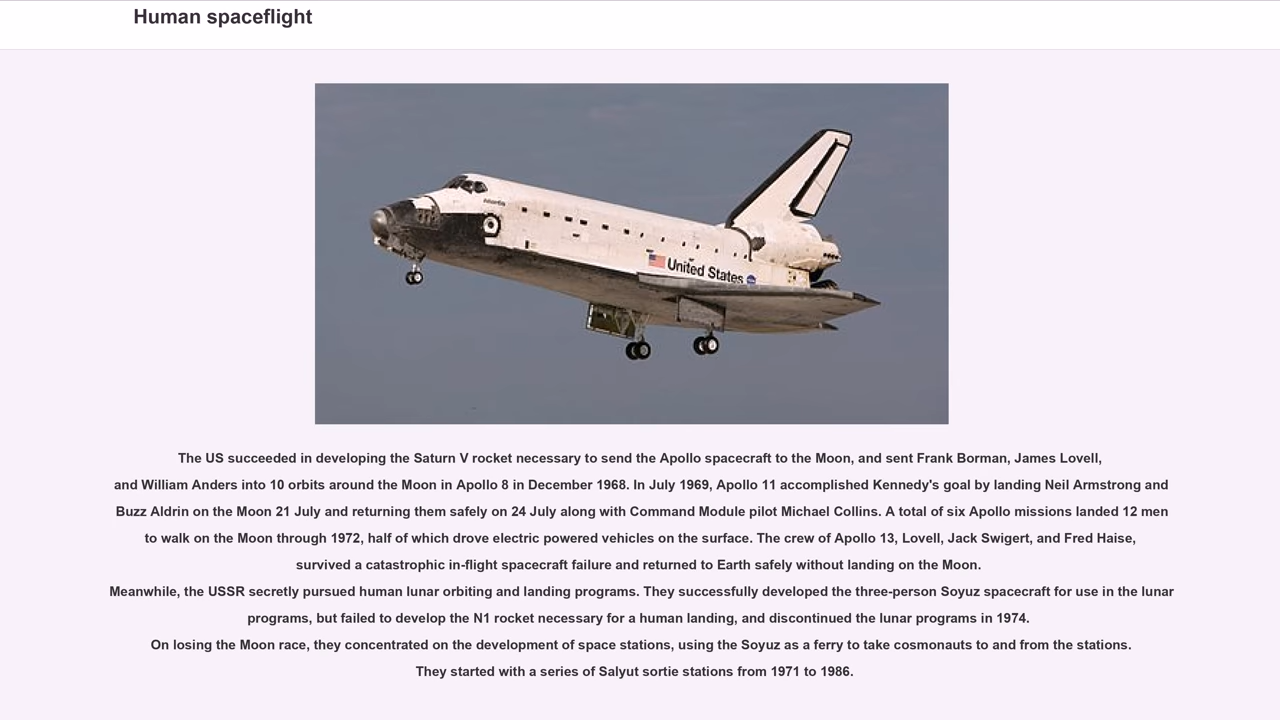 Human spaceflight
Atlantis
United States
The US succeeded in developing the Saturn V rocket necessary to send the Apollo spacecraft to the Moon, and sent Frank Borman, James Lovell,
and William Anders into 10 orbits around the Moon in Apollo 8 in December 1968. In July 1969, Apollo 11 accomplished Kennedy's goal by landing Neil Armstrong and
Buzz Aldrin on the Moon 21 July and returning them safely on 24 July along with Command Module pilot Michael Collins. A total of six Apollo missions landed 12 men
to walk on the Moon through 1972, half of which drove electric powered vehicles on the surface. The crew of Apollo 13, Lovell, Jack Swigert, and Fred Haise,
survived a catastrophic in-flight spacecraft failure and returned to Earth safely without landing on the Moon.
Meanwhile, the USSR secretly pursued human lunar orbiting and landing programs. They successfully developed the three-person Soyuz spacecraft for use in the lunar
programs, but failed to develop the N1 rocket necessary for a human landing, and discontinued the lunar programs in 1974.
On losing the Moon race, they concentrated on the development of space stations, using the Soyuz as a ferry to take cosmonauts to and from the stations.
They started with a series of Salyut sortie stations from 1971 to 1986.